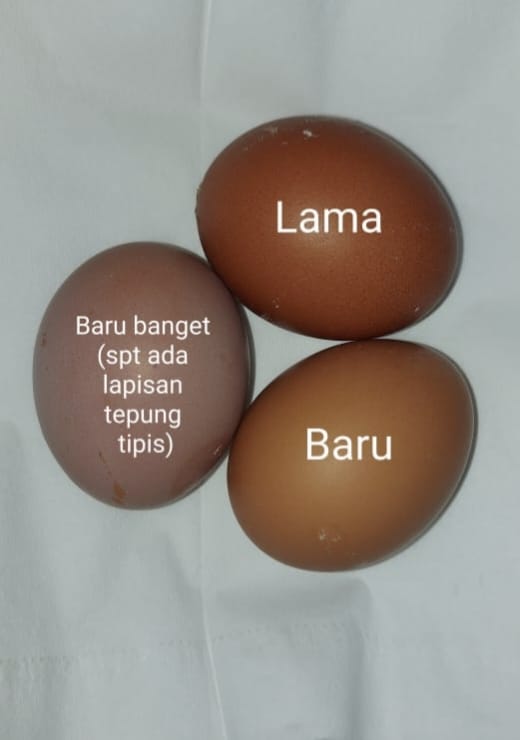 Lama
Baru banget
(spt ada
lapisan
tepung
tipis)
Baru